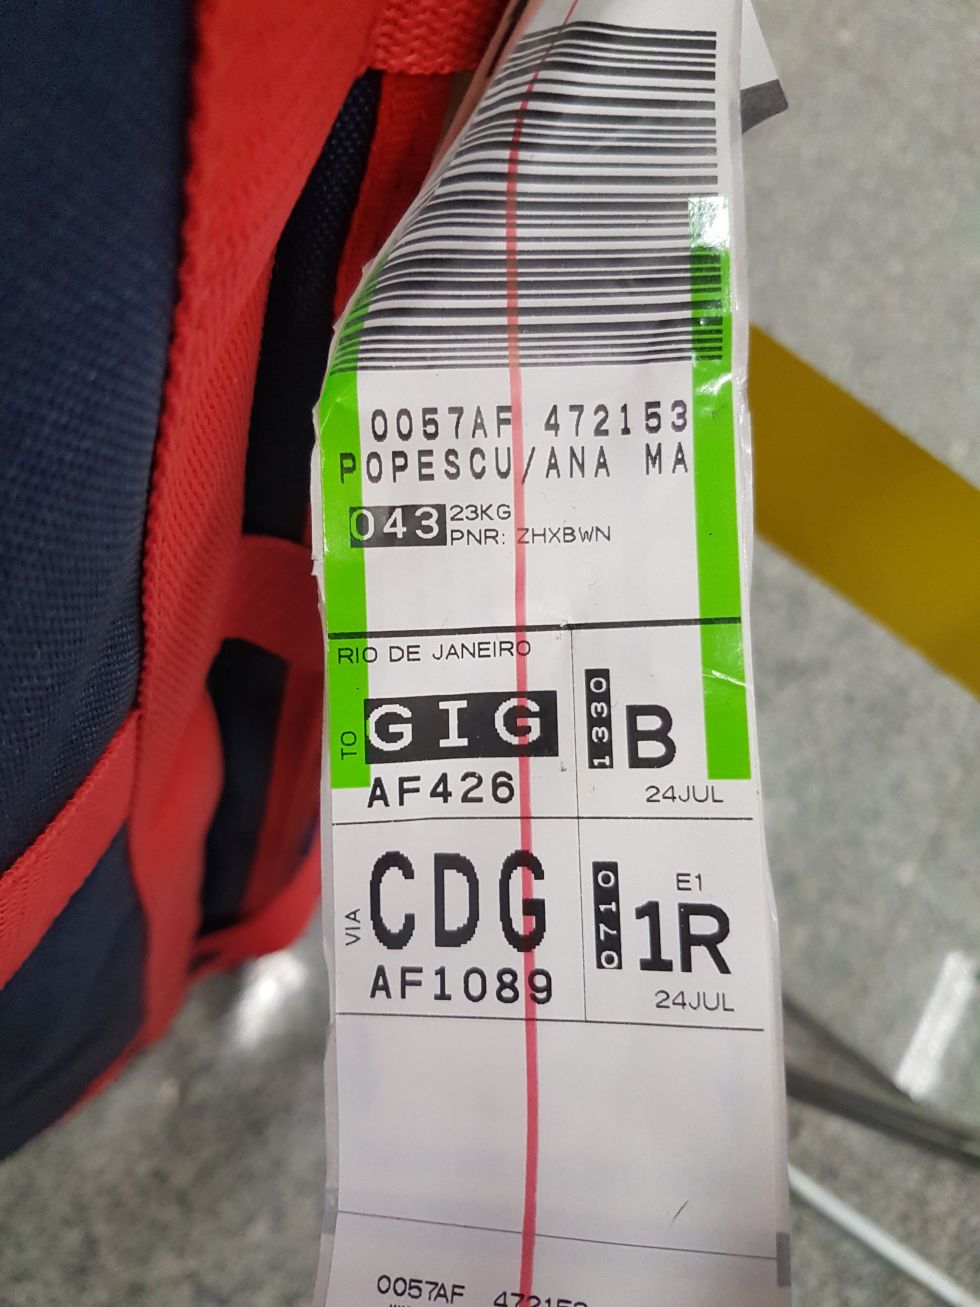 0057AF 472153
POPESCU/ANA MA
043 23KG
PNR: ZHXBWN
RIO DE JANEIRO
TO GIG 1330 B
AF426 24JUL
VIA CDG 0710 E1 1R
AF1089 24JUL
0057AF 472153